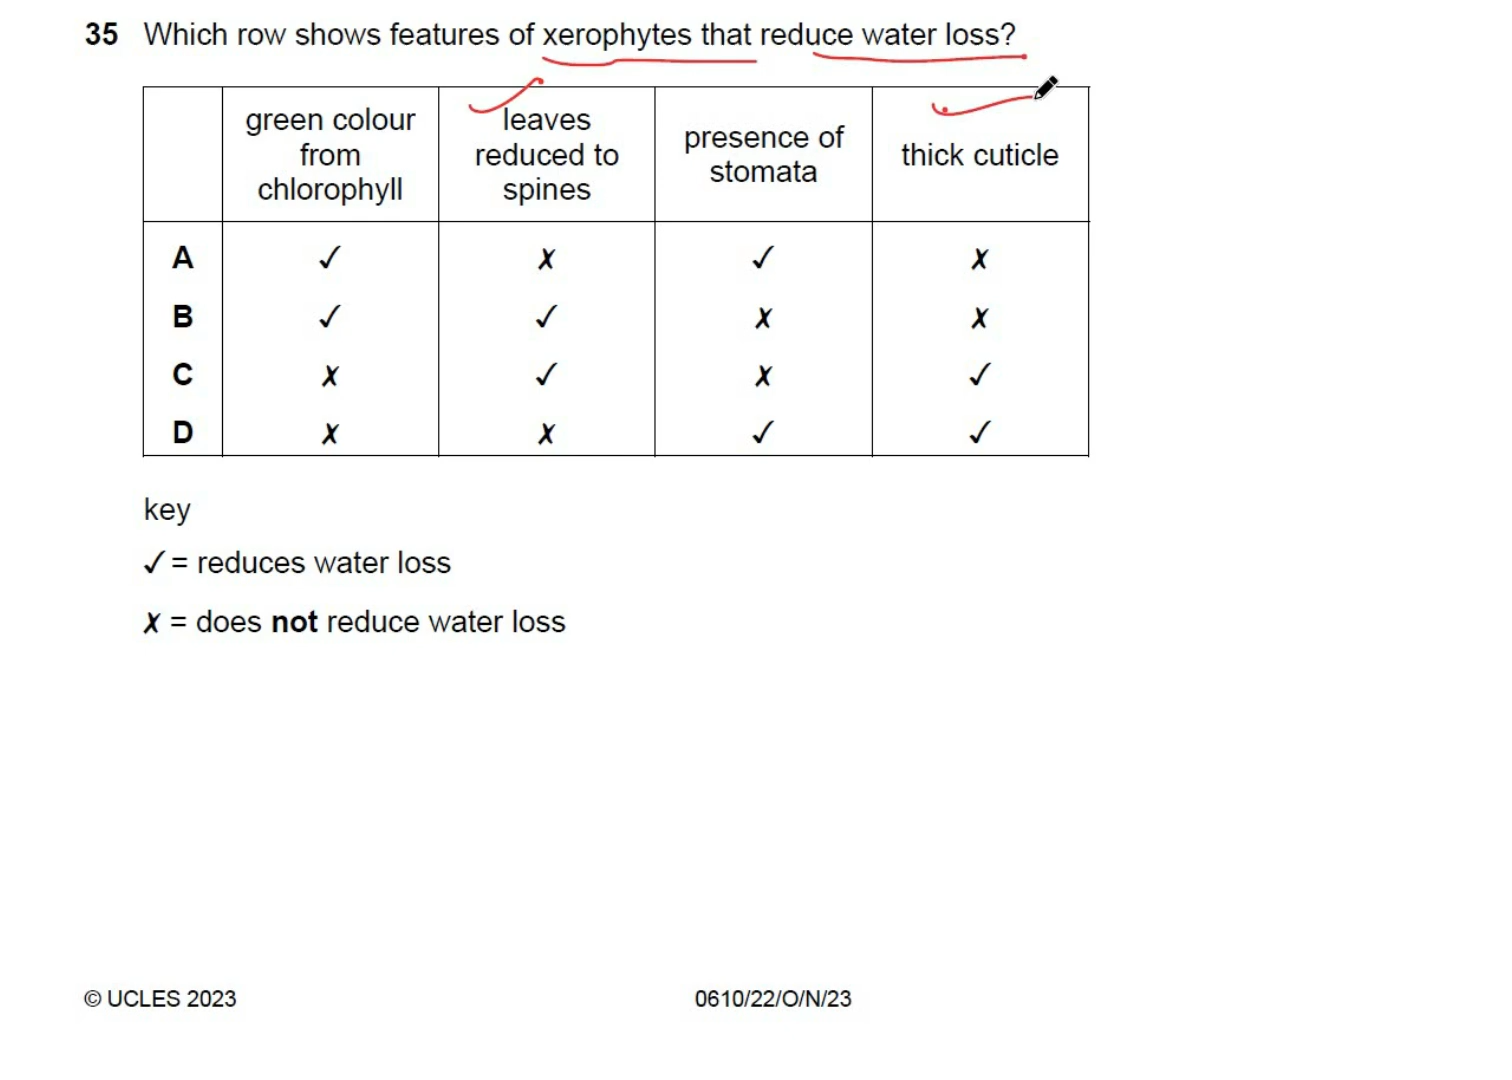 35 Which row shows features of xerophytes that reduce water loss?
green colour from chlorophyll
leaves reduced to spines
presence of stomata
thick cuticle
A ✓ ✗ ✓ ✗
B ✓ ✓ ✗ ✗
C ✗ ✓ ✗ ✓
D ✗ ✗ ✓ ✓
key
✓ = reduces water loss
✗ = does not reduce water loss
© UCLES 2023
0610/22/O/N/23